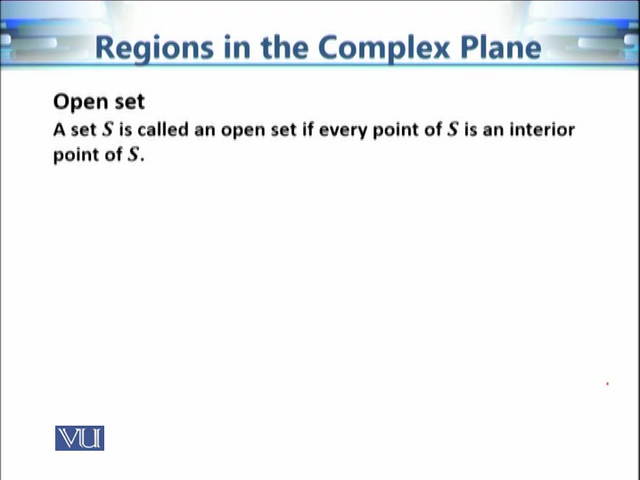 Regions in the Complex Plane
Open set
A set S is called an open set if every point of S is an interior
point of S.
VU